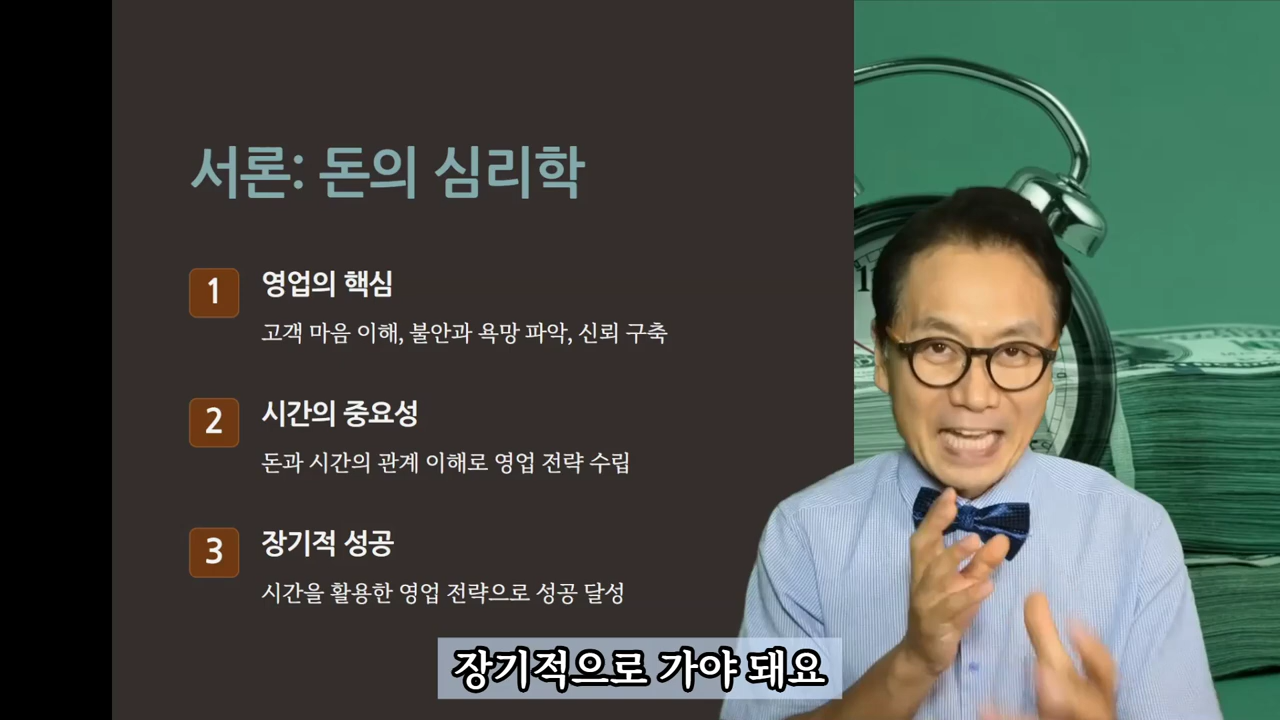 서론: 돈의 심리학
1
영업의 핵심
고객 마음 이해, 불안과 욕망 파악, 신뢰 구축
2
시간의 중요성
돈과 시간의 관계 이해로 영업 전략 수립
3
장기적 성공
시간을 활용한 영업 전략으로 성공 달성
장기적으로 가야 돼요